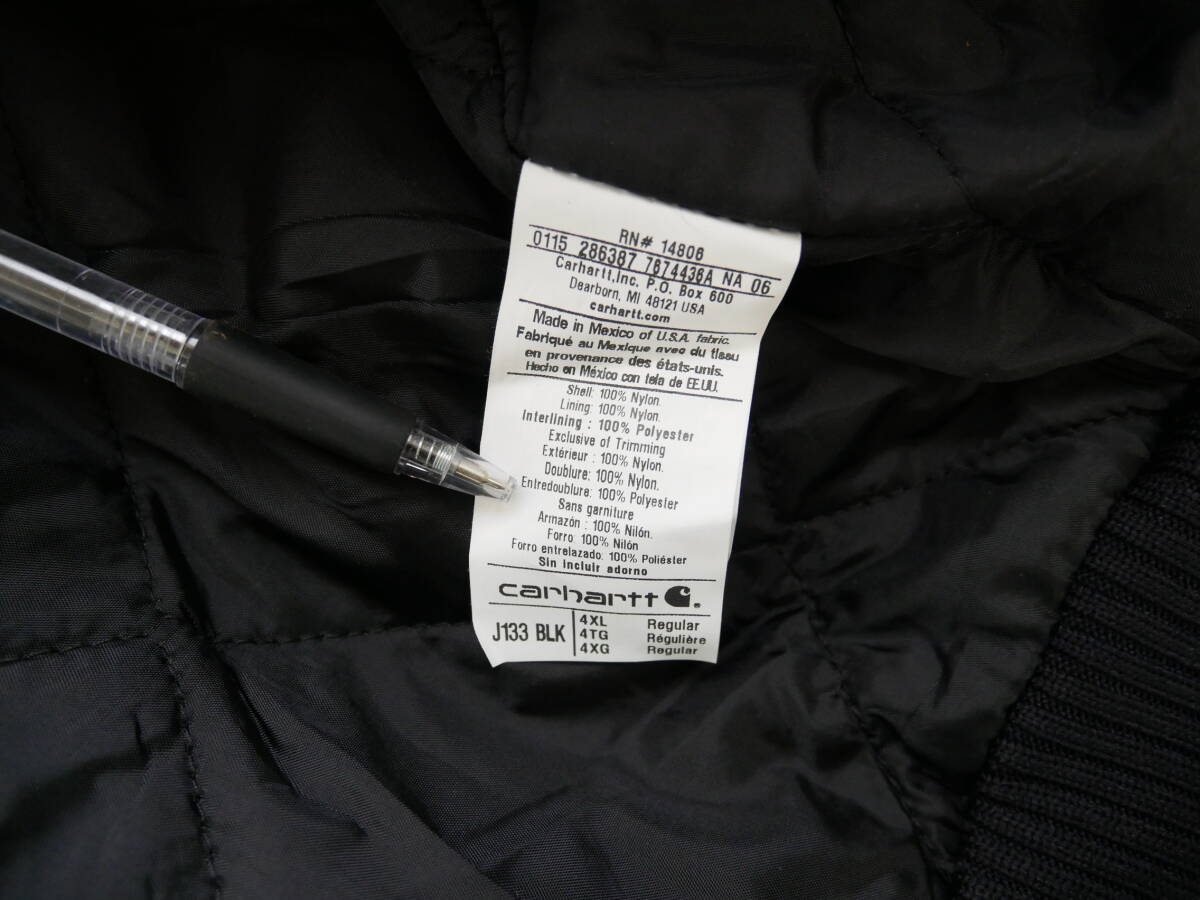 RN# 14806
0115 286387 7674436A NA 06
Carhartt,Inc. P.O. Box 600
Dearborn, MI 48121 USA
carhartt.com
Made in Mexico of U.S.A. fabric.
Fabriqué au Mexique avec du tissu
en provenance des états-unis.
Hecho en México con tela de EE.UU.
Shell: 100% Nylon.
Lining: 100% Nylon.
Interlining : 100% Polyester
Exclusive of Trimming
Extérieur : 100% Nylon.
Doublure: 100% Nylon.
Entredoublure: 100% Polyester
Sans garniture
Armazón : 100% Nilón.
Forro: 100% Nilón
Forro entrelazado: 100% Poliéster
Sin incluir adorno
carhartt
J133 BLK
4XL Regular
4TG Régulière
4XG Regular